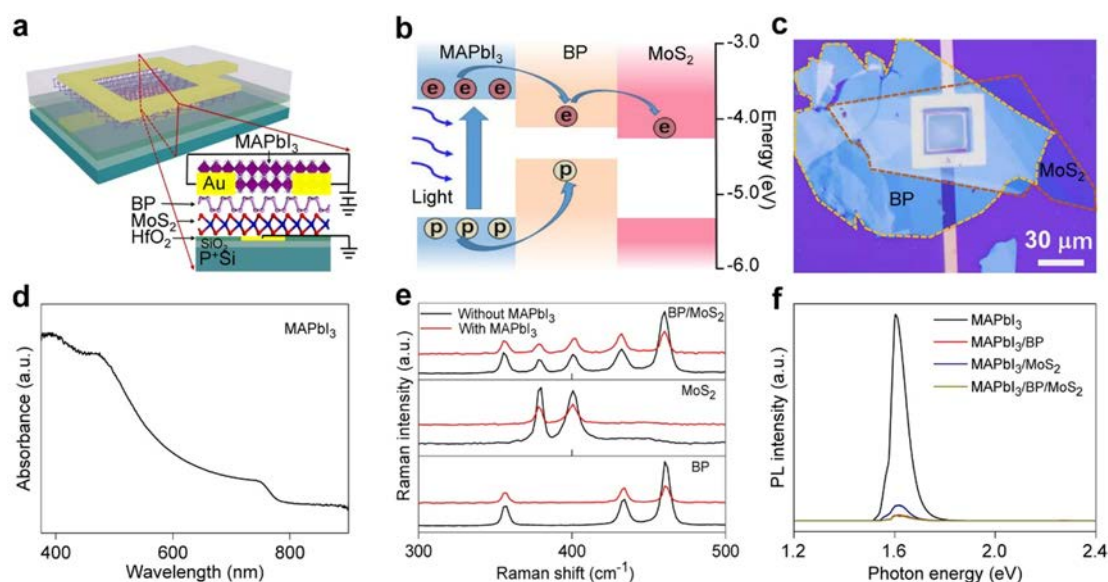 a
MAPbI₃
Au
BP
MoS₂
HfO₂
SiO₂
P⁺Si
b
MAPbI₃
BP
MoS₂
e e e
e
e
Light
p
p p p
-3.0
-4.0
-5.0
-6.0
Energy (eV)
c
BP
MoS₂
30 μm
d
MAPbI₃
Absorbance (a.u.)
400 600 800
Wavelength (nm)
e
Without MAPbI₃
With MAPbI₃
BP/MoS₂
MoS₂
BP
Raman intensity (a.u.)
300 400 500
Raman shift (cm⁻¹)
f
MAPbI₃
MAPbI₃/BP
MAPbI₃/MoS₂
MAPbI₃/BP/MoS₂
PL intensity (a.u.)
1.2 1.6 2.0 2.4
Photon energy (eV)